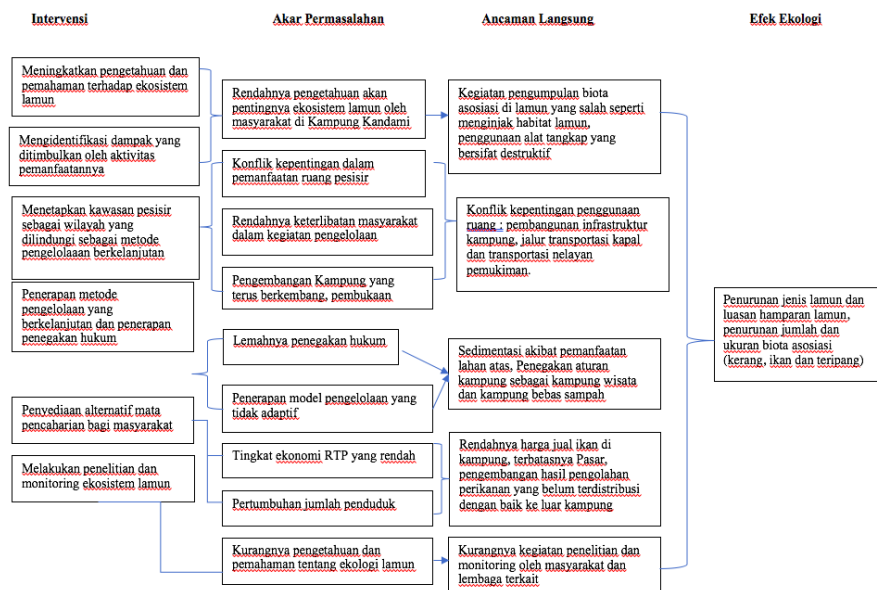 Intervensi
Akar Permasalahan
Ancaman Langsung
Efek Ekologi
Meningkatkan pengetahuan dan
pemahaman terhadap ekosistem
lamun
Mengidentifikasi dampak yang
ditimbulkan oleh aktivitas
pemanfaatannya
Menetapkan kawasan pesisir
sebagai wilayah yang
dilindungi sebagai metode
pengelolaaan berkelanjutan
Penerapan metode
pengelolaan yang
berkelanjutan dan penerapan
penegakan hukum
Penyediaan alternatif mata
pencaharian bagi masyarakat
Melakukan penelitian dan
monitoring ekosistem lamun
Rendahnya pengetahuan akan
pentingnya ekosistem lamun oleh
masyarakat di Kampung Kandami
Konflik kepentingan dalam
pemanfaatan ruang pesisir
Rendahnya keterlibatan masyarakat
dalam kegiatan pengelolaan
Pengembangan Kampung yang
terus berkembang, pembukaan
Lemahnya penegakan hukum
Penerapan model pengelolaan yang
tidak adaptif
Tingkat ekonomi RTP yang rendah
Pertumbuhan jumlah penduduk
Kurangnya pengetahuan dan
pemahaman tentang ekologi lamun
Kegiatan pengumpulan biota
asosiasi di lamun yang salah seperti
menginjak habitat lamun,
penggunaan alat tangkap yang
bersifat destruktif
Konflik kepentingan penggunaan
ruang : pembangunan infrastruktur
kampung, jalur transportasi kapal
dan transportasi nelayan
pemukiman.
Sedimentasi akibat pemanfaatan
lahan atas, Penegakan aturan
kampung sebagai kampung wisata
dan kampung bebas sampah
Rendahnya harga jual ikan di
kampung, terbatasnya Pasar,
pengembangan hasil pengolahan
perikanan yang belum terdistribusi
dengan baik ke luar kampung
Kurangnya kegiatan penelitian dan
monitoring oleh masyarakat dan
lembaga terkait
Penurunan jenis lamun dan
luasan hamparan lamun,
penurunan jumlah dan
ukuran biota asosiasi
(kerang, ikan dan teripang)